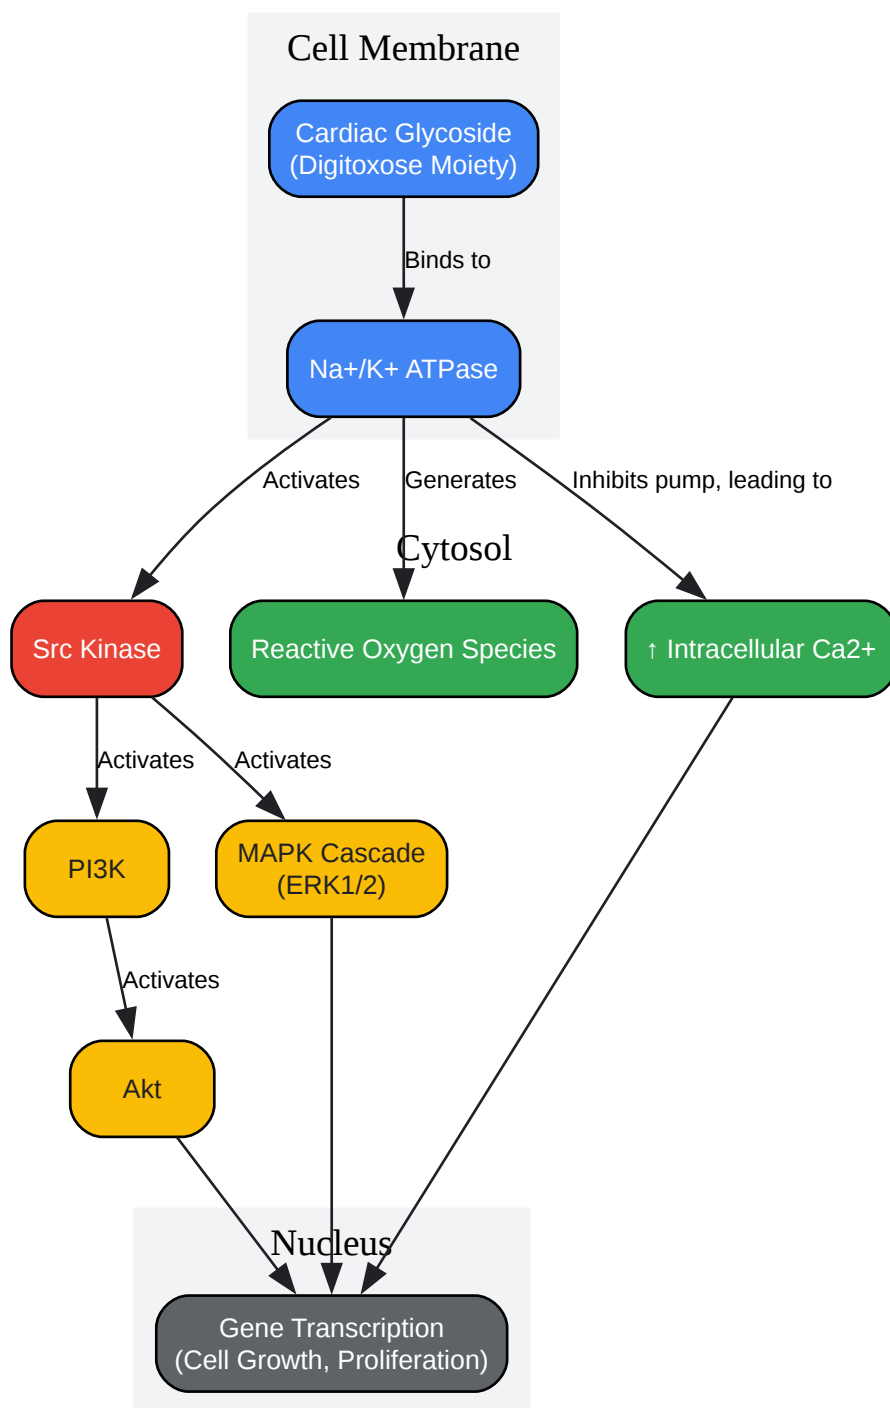 Cell Membrane
Cardiac Glycoside
(Digitoxose Moiety)
Binds to
Na+/K+ ATPase
Activates
Generates
Inhibits pump, leading to
Cytosol
Src Kinase
Reactive Oxygen Species
↑ Intracellular Ca2+
Activates
Activates
PI3K
MAPK Cascade
(ERK1/2)
Activates
Akt
Nucleus
Gene Transcription
(Cell Growth, Proliferation)